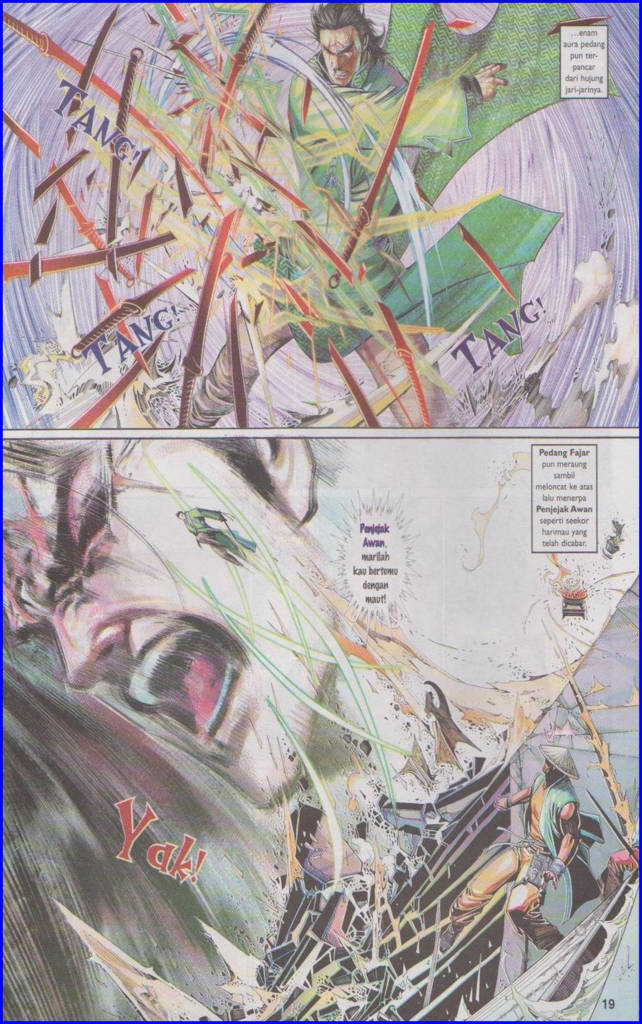 ...enam
aura pedang
pun ter-
pancar
dari hujung
jari-jarinya.
TANG!
TANG!
TANG!
Pedang Fajar
pun meraung
sambil
meloncat ke atas
lalu menerpa
Penjejak Awan
seperti seekor
harimau yang
telah dicabar.
Penjejak
Awan,
marilah
kau bertemu
dengan
maut!
Yak!
19